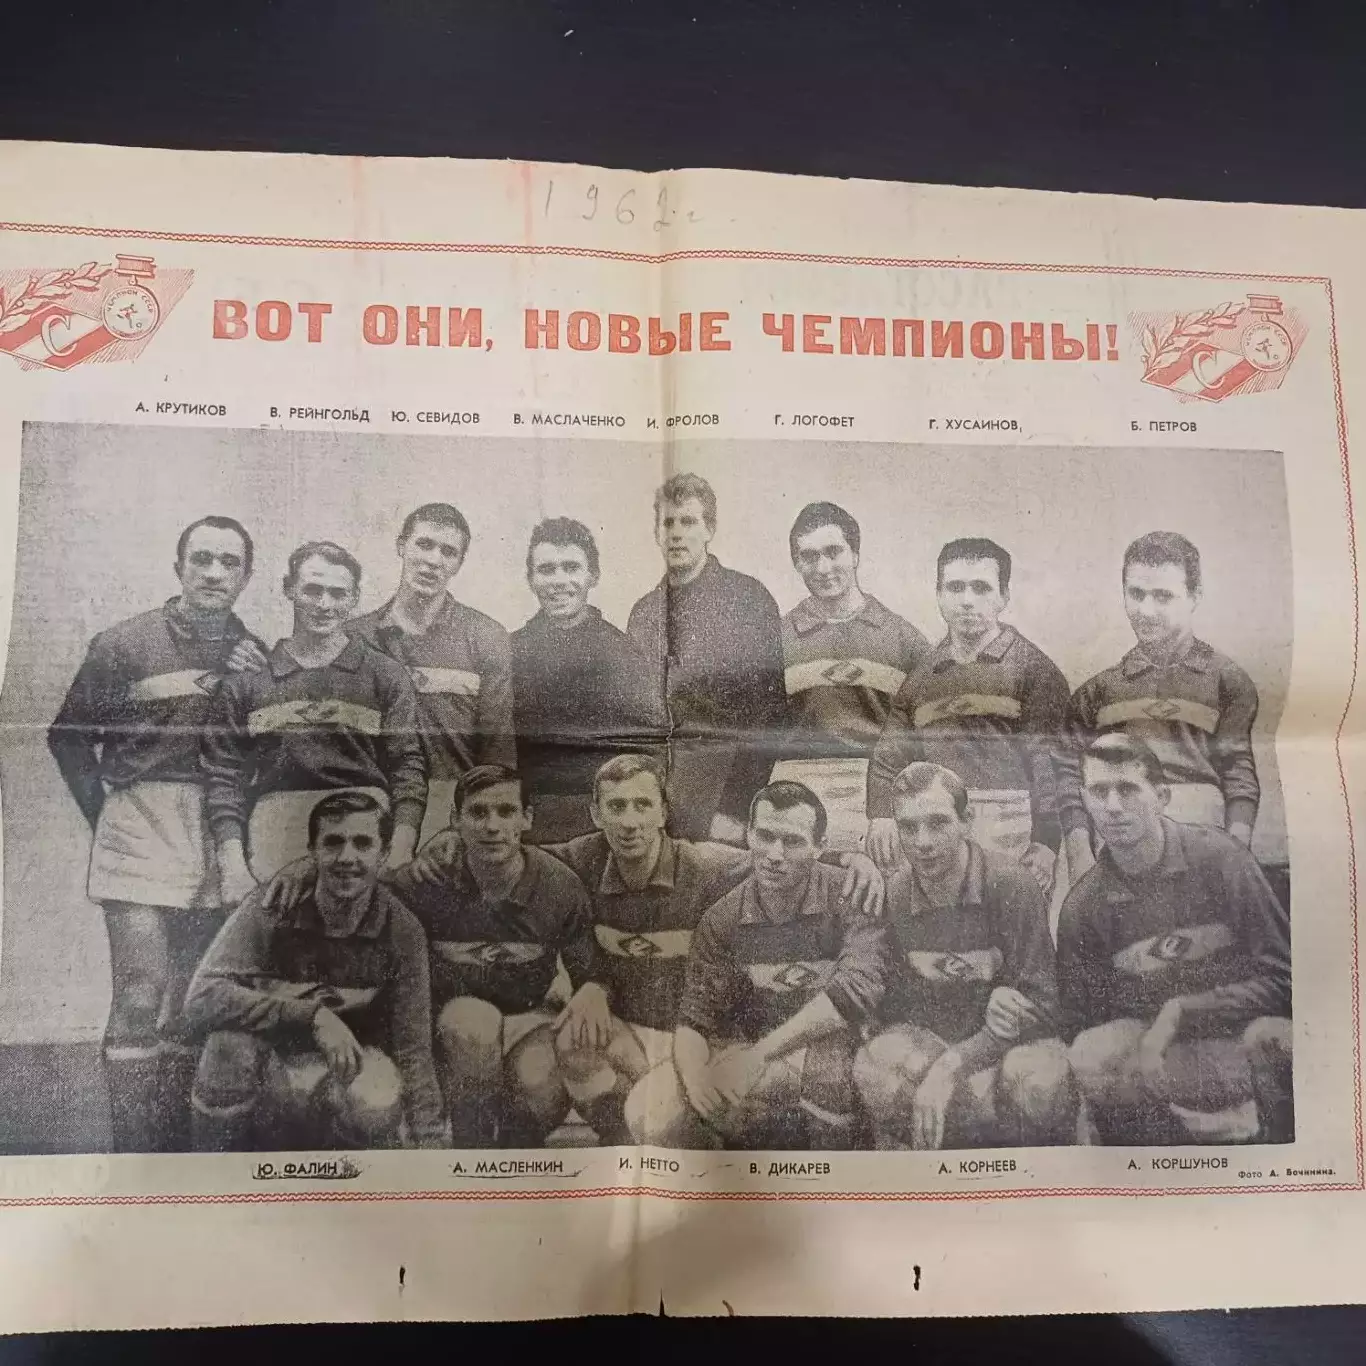 1962 г.
ВОТ ОНИ, НОВЫЕ ЧЕМПИОНЫ!
А. КРУТИКОВ В. РЕЙНГОЛЬД Ю. СЕВИДОВ В. МАСЛАЧЕНКО И. ФРОЛОВ Г. ЛОГОФЕТ Г. ХУСАИНОВ, Б. ПЕТРОВ
Ю. ФАЛИН А. МАСЛЕНКИН И. НЕТТО В. ДИКАРЕВ А. КОРНЕЕВ А. КОРШУНОВ
Фото А. Бочинина.